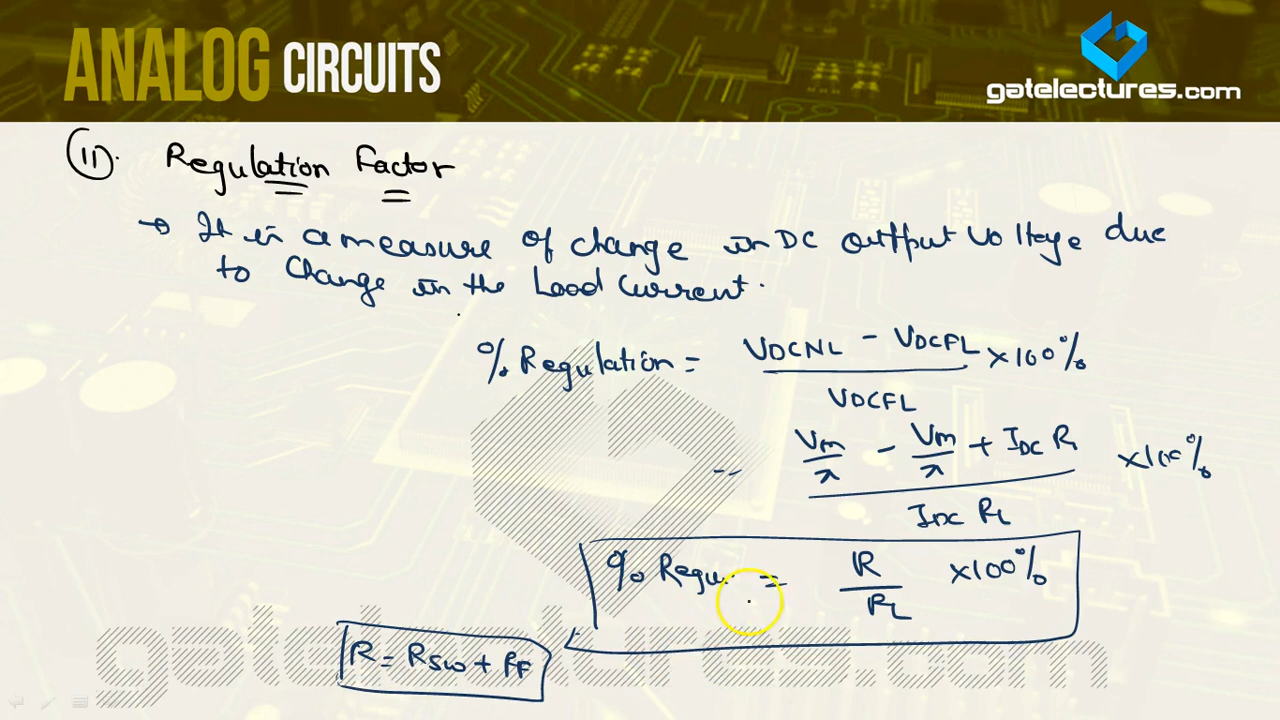 ANALOG CIRCUITS
gatelectures.com
(11). Regulation Factor
→ It is a measure of change in DC output Voltage due
to change in the Load Current.
% Regulation = VDCNL - VDCFL / VDCFL × 100%
= Vm/π - Vm/π + IDC R / IDC RL × 100%
% Regu = R / RL × 100%
R = RSW + RF
gatelectures.com